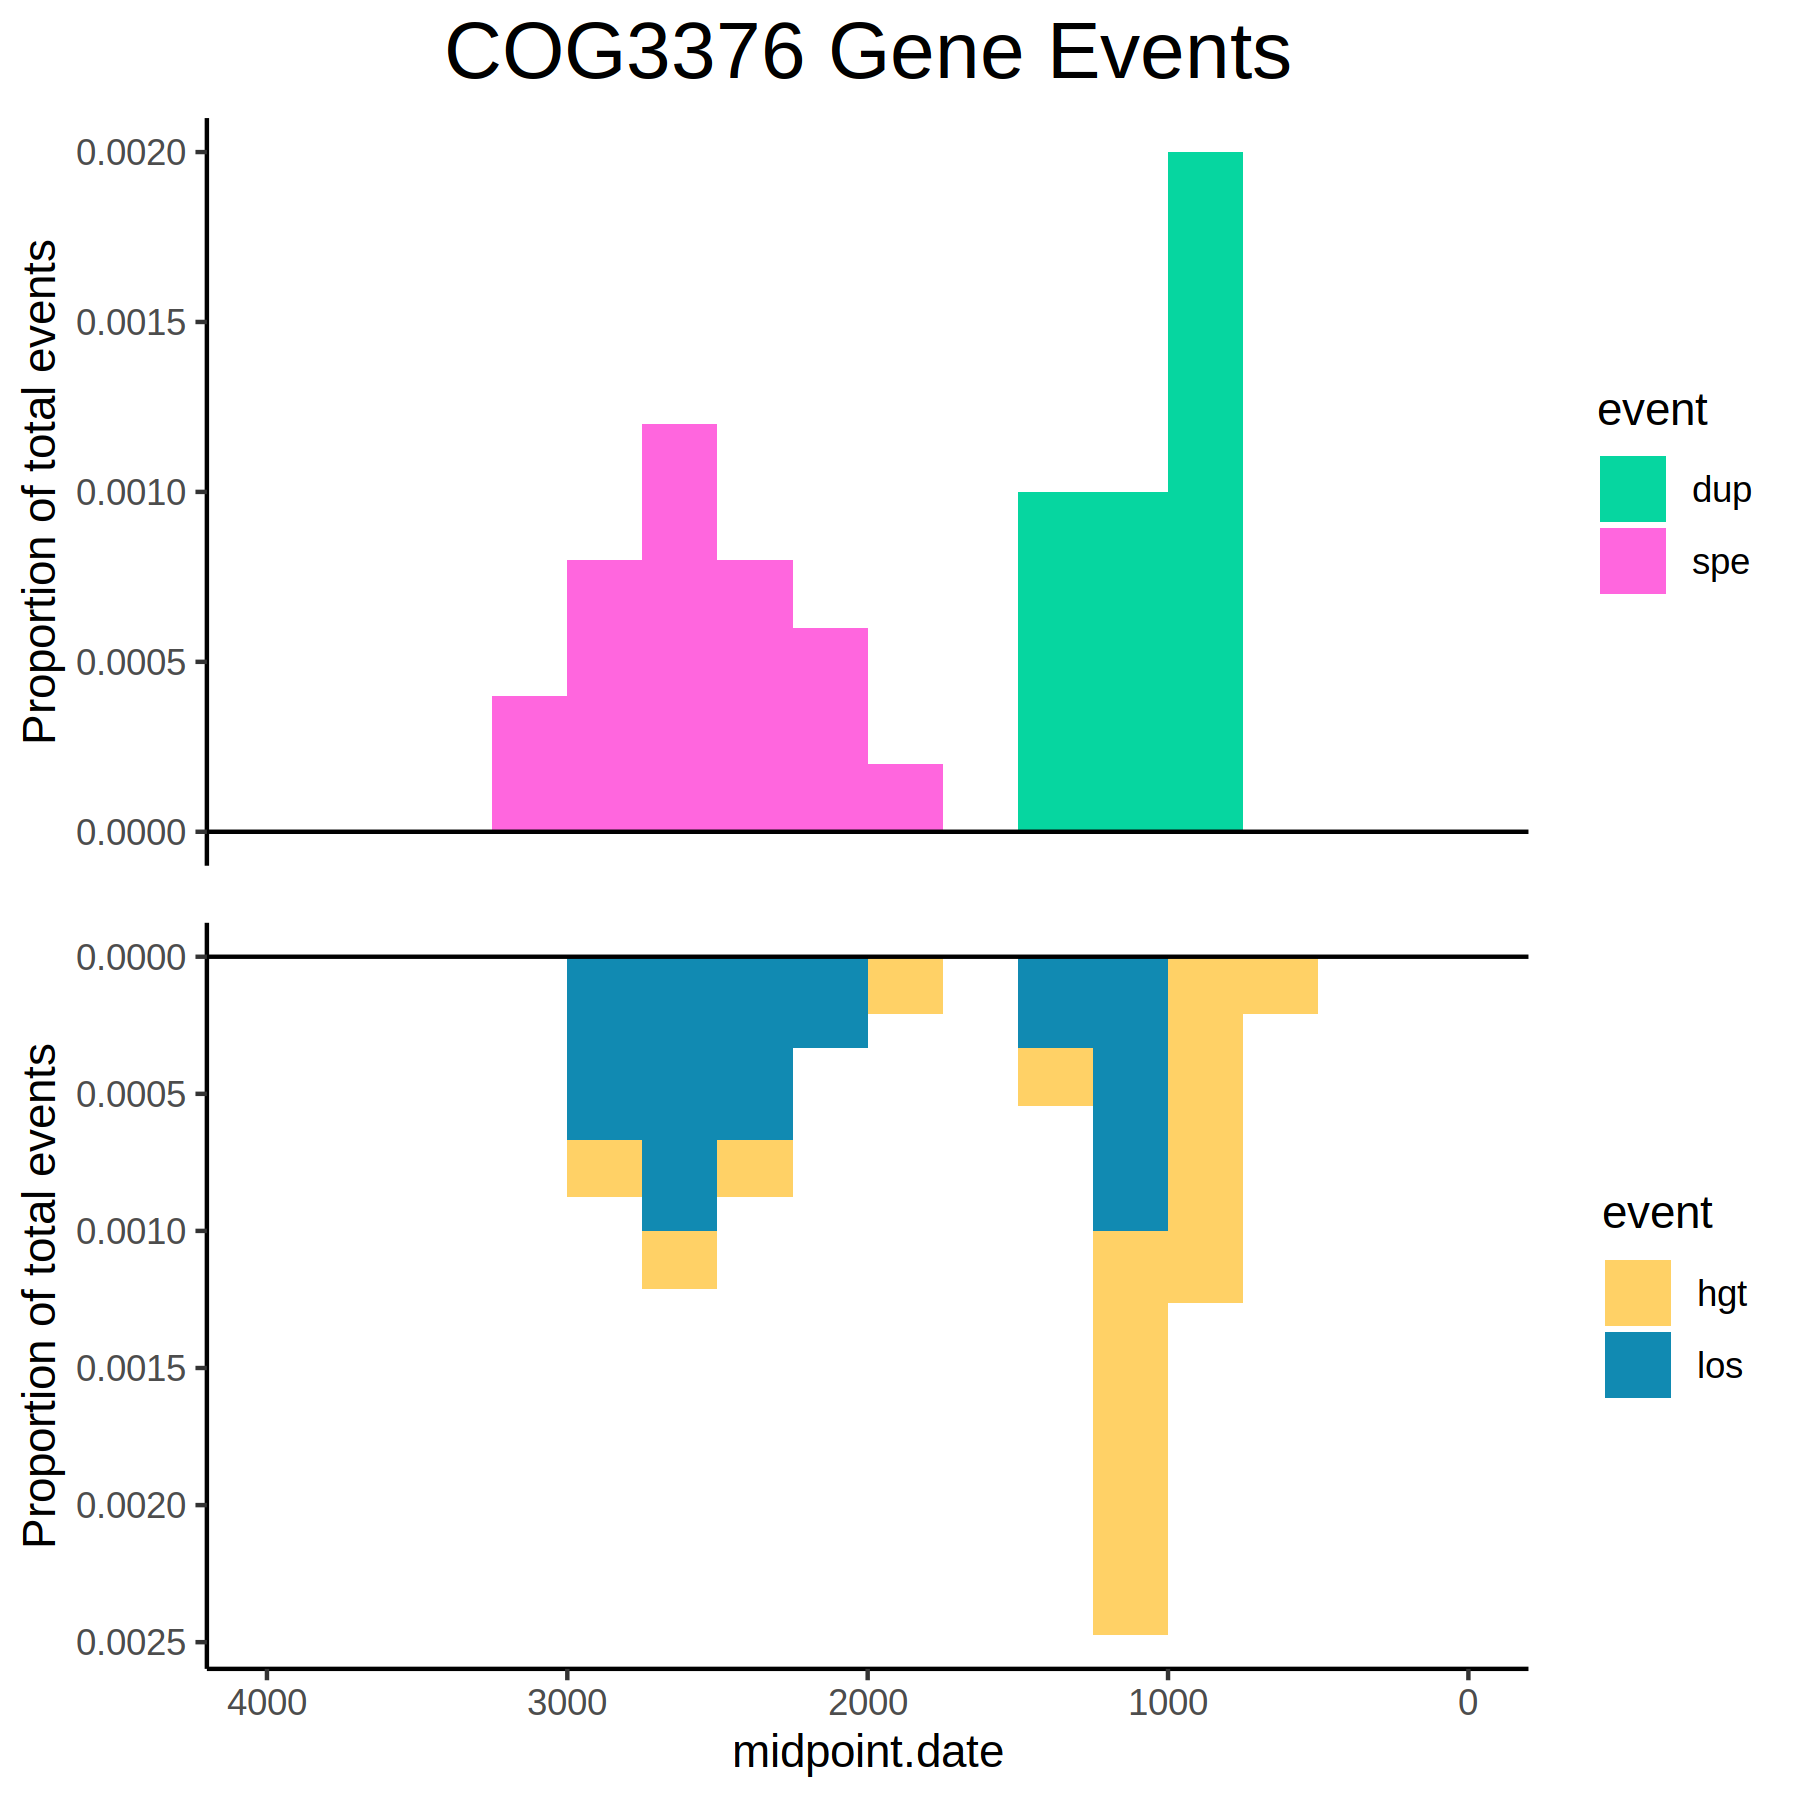 COG3376 Gene Events
Proportion of total events
0.0020
0.0015
0.0010
0.0005
0.0000
event
dup
spe
Proportion of total events
0.0000
0.0005
0.0010
0.0015
0.0020
0.0025
event
hgt
los
4000 3000 2000 1000 0
midpoint.date